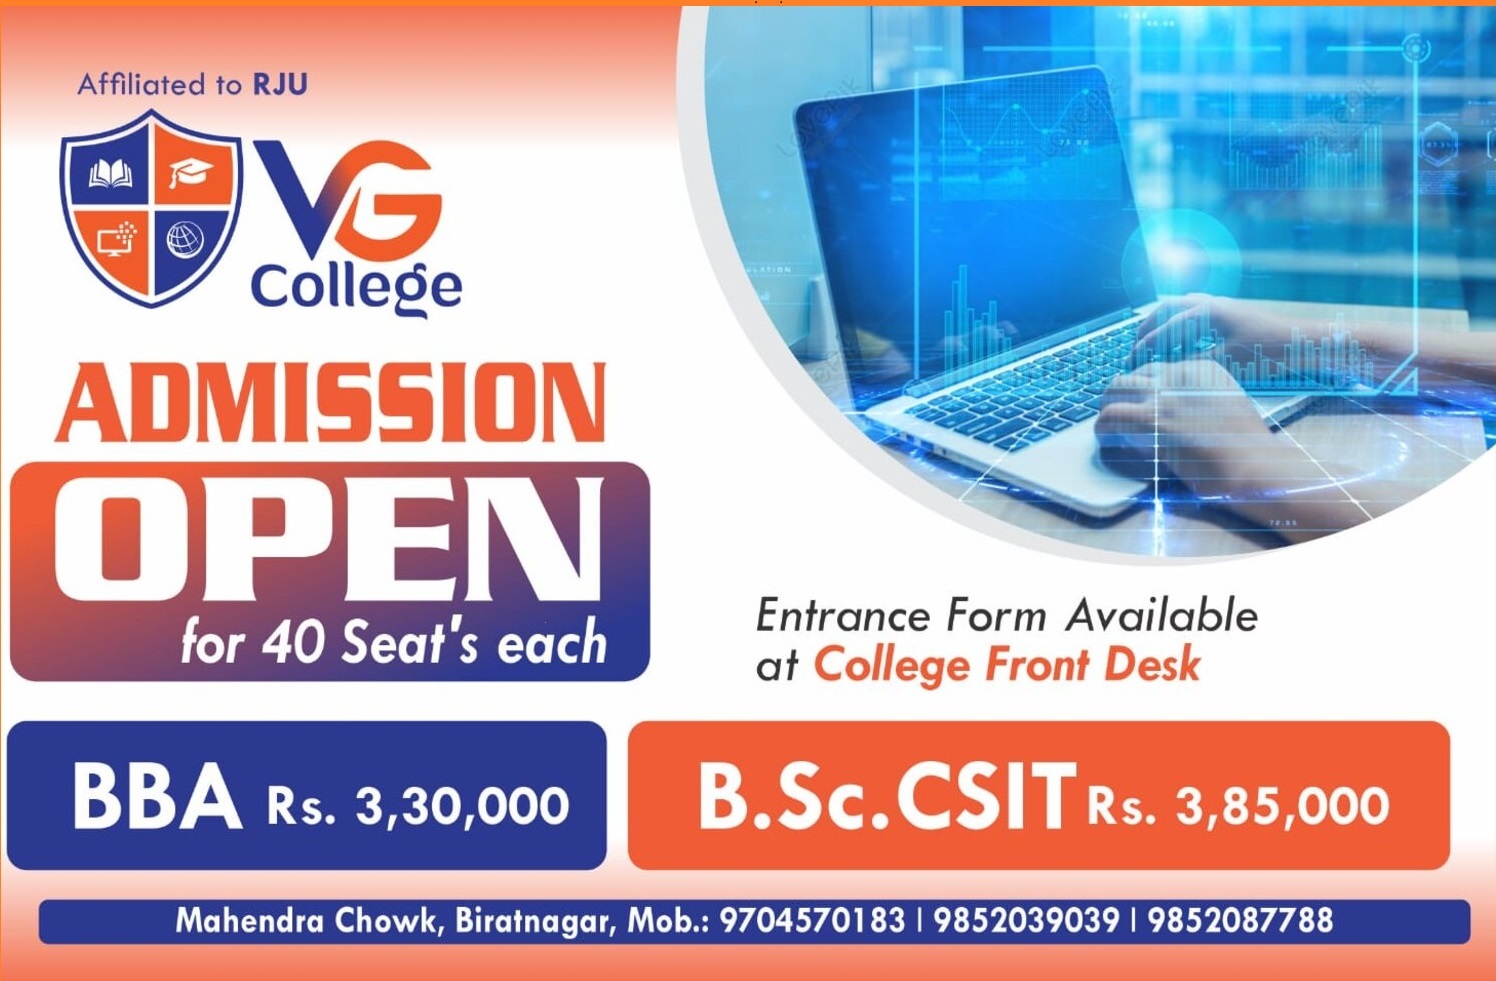 Affiliated to RJU
VG
College
ADMISSION
OPEN
for 40 Seat's each
Entrance Form Available
at College Front Desk
BBA Rs. 3,30,000
B.Sc.CSIT Rs. 3,85,000
Mahendra Chowk, Biratnagar, Mob.: 9704570183 | 9852039039 | 9852087788